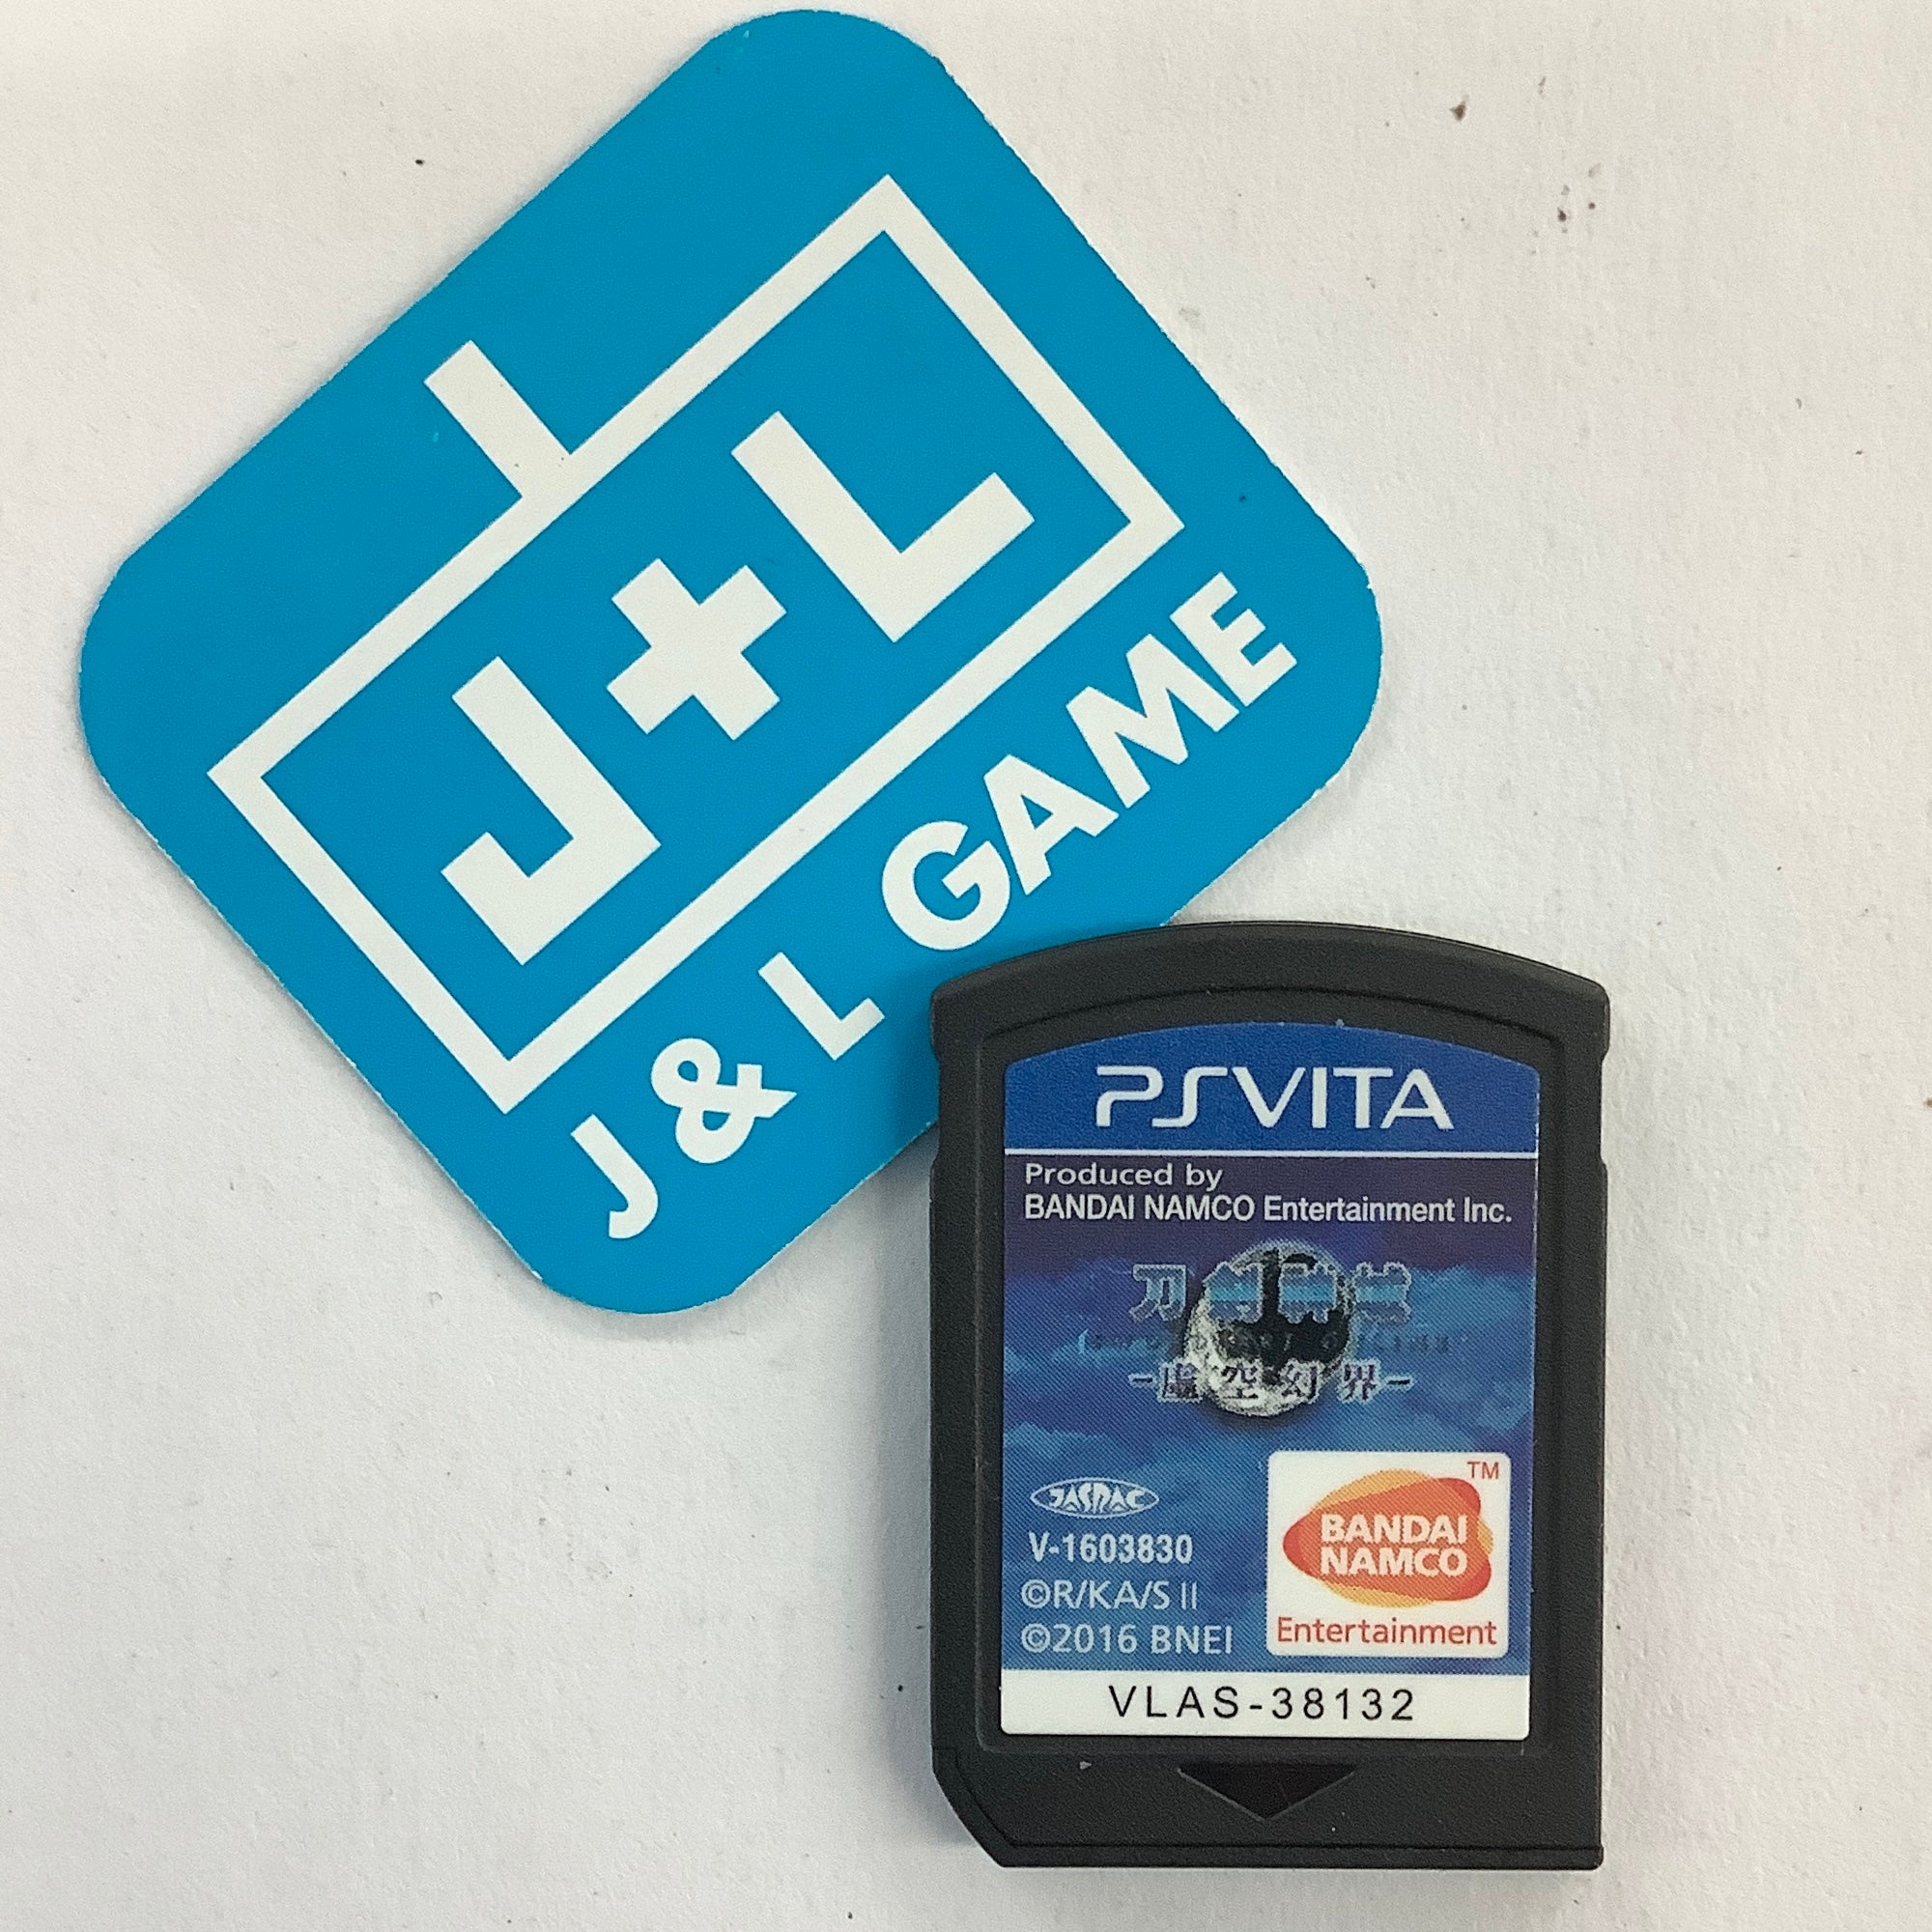 J+L
J & L GAME
PSVITA
Produced by
BANDAI NAMCO Entertainment Inc.
刀剣神域
-虛空幻界-
JASRAC
V-1603830
©R/KA/S II
©2016 BNEI
TM
BANDAI
NAMCO
Entertainment
VLAS-38132